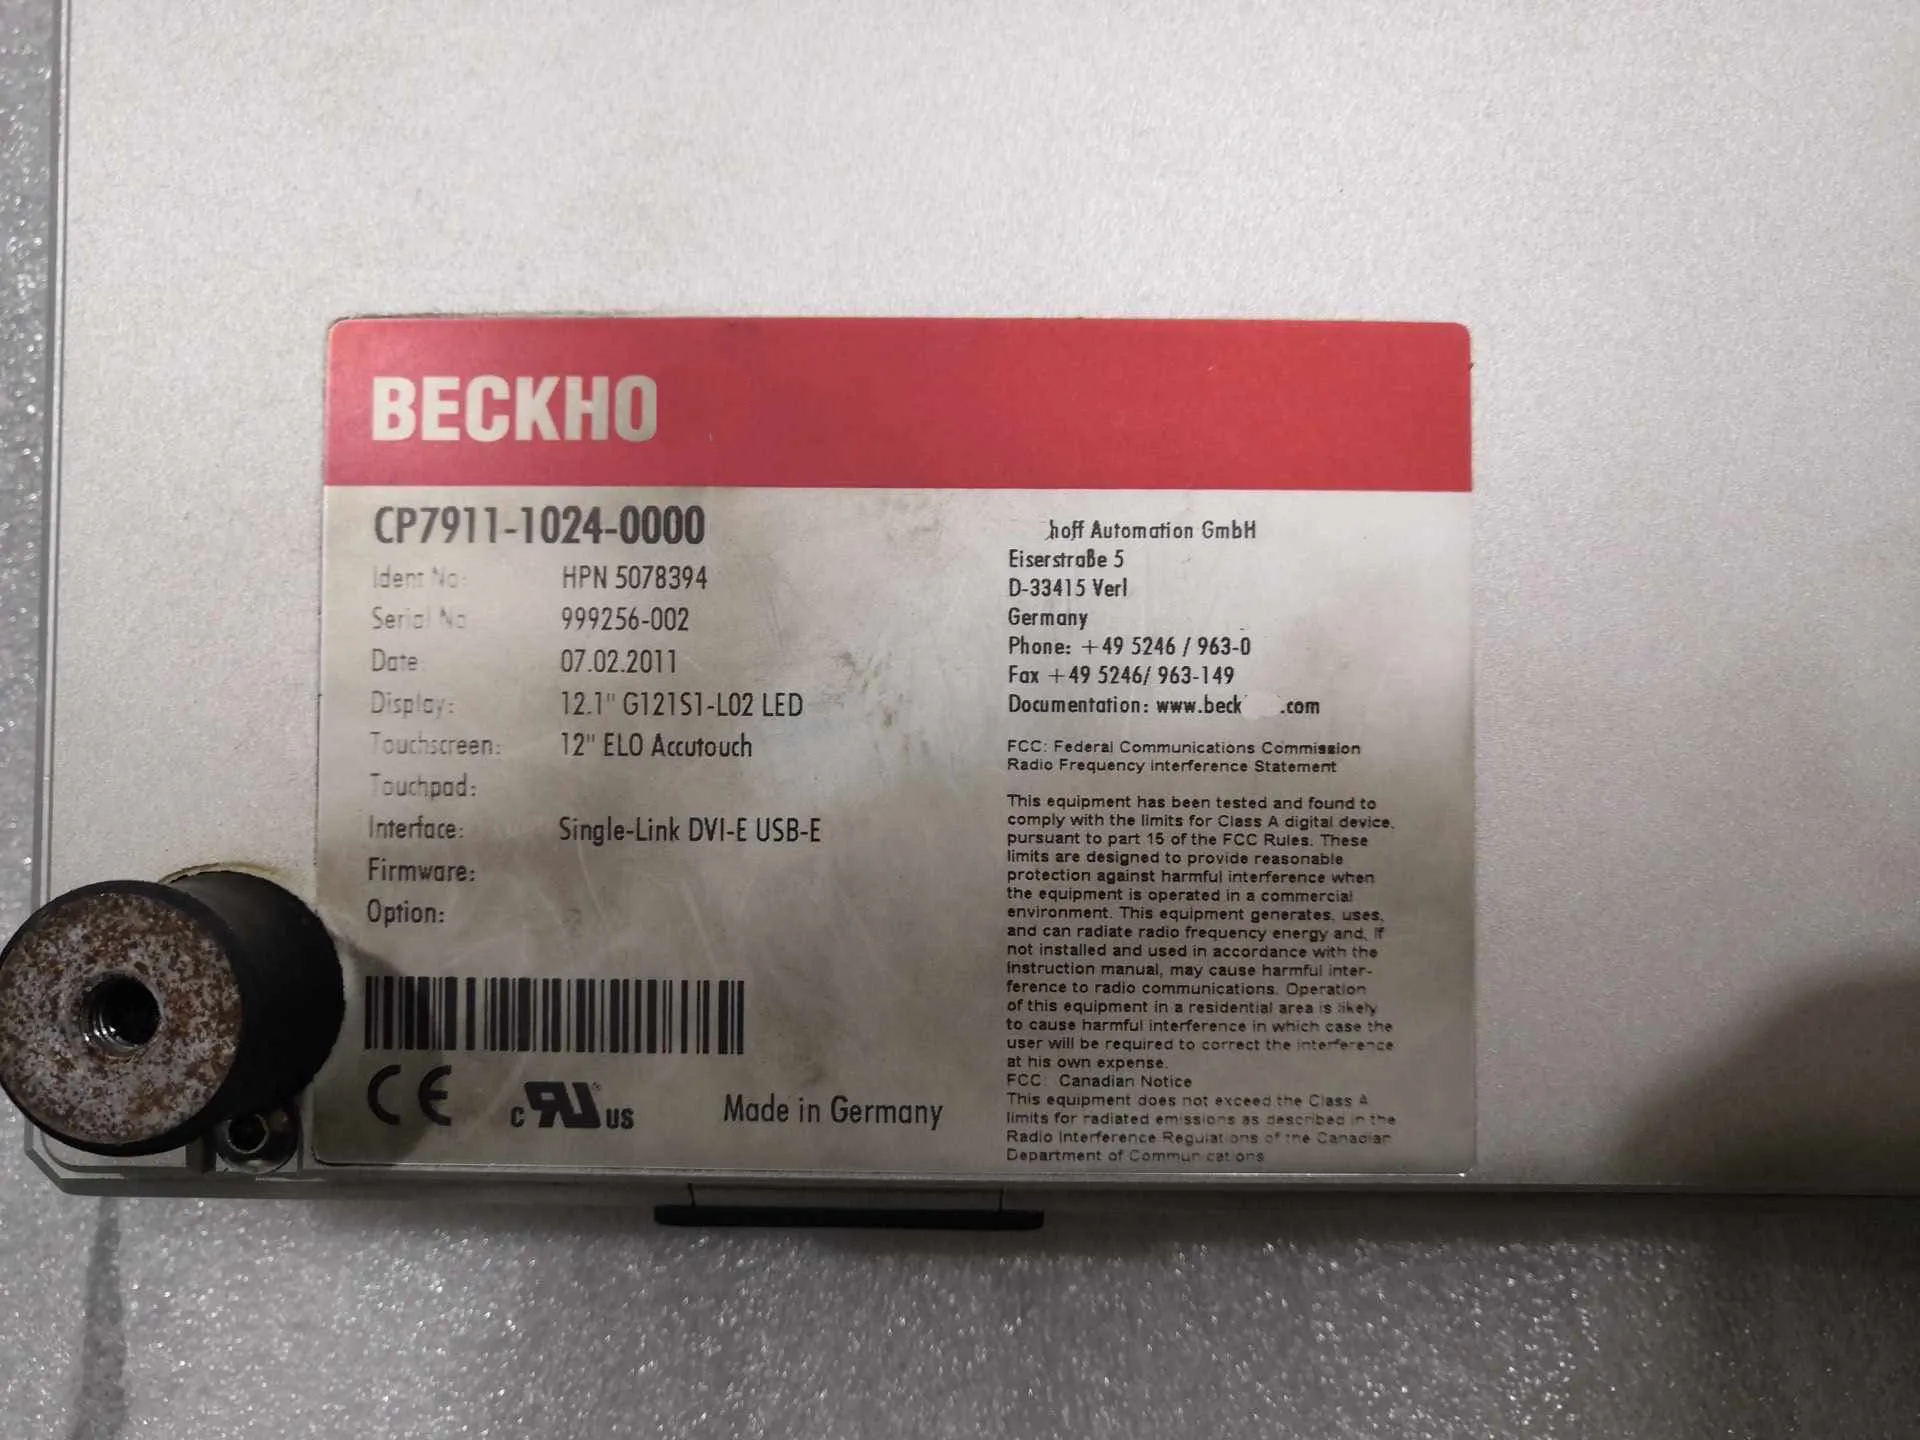 BECKHO
CP7911-1024-0000
Ident No: HPN 5078394
Serial No 999256-002
Date 07.02.2011
Display: 12.1" G121S1-L02 LED
Touchscreen: 12" ELO Accutouch
Touchpad:
Interface: Single-Link DVI-E USB-E
Firmware:
Option:
CE
c RU ® US
Made in Germany
hoff Automation GmbH
Eiserstraße 5
D-33415 Verl
Germany
Phone: +49 5246 / 963-0
Fax +49 5246/ 963-149
Documentation: www.beck .com
FCC: Federal Communications Commission
Radio Frequency Interference Statement
This equipment has been tested and found to
comply with the limits for Class A digital device,
pursuant to part 15 of the FCC Rules. These
limits are designed to provide reasonable
protection against harmful interference when
the equipment is operated in a commercial
environment. This equipment generates, uses,
and can radiate radio frequency energy and, if
not installed and used in accordance with the
instruction manual, may cause harmful inter-
ference to radio communications. Operation
of this equipment in a residential area is likely
to cause harmful interference in which case the
user will be required to correct the interference
at his own expense.
FCC: Canadian Notice
This equipment does not exceed the Class A
limits for radiated emissions as described in the
Radio Interference Regulations of the Canadian
Department of Communications